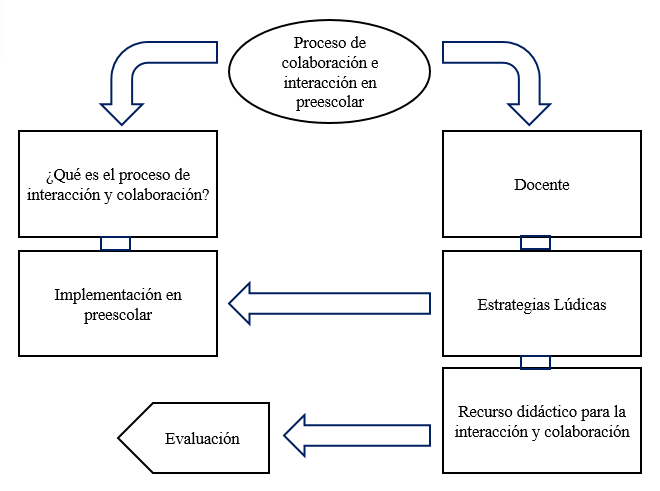 Proceso de
colaboración e
interacción en
preescolar
¿Qué es el proceso de
interacción y colaboración?
Docente
Implementación en
preescolar
Estrategias Lúdicas
Recurso didáctico para la
interacción y colaboración
Evaluación